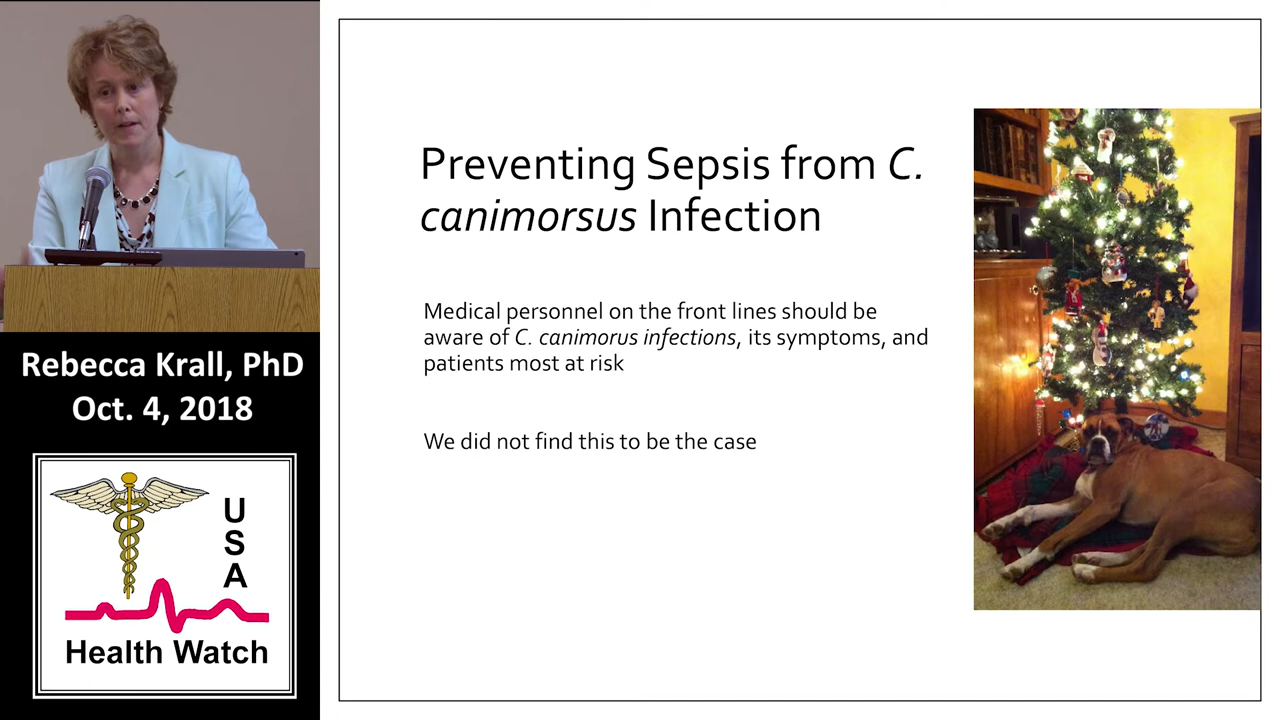 Rebecca Krall, PhD
Oct. 4, 2018
U
S
A
Health Watch
Preventing Sepsis from C.
canimorsus Infection
Medical personnel on the front lines should be
aware of C. canimorus infections, its symptoms, and
patients most at risk
We did not find this to be the case